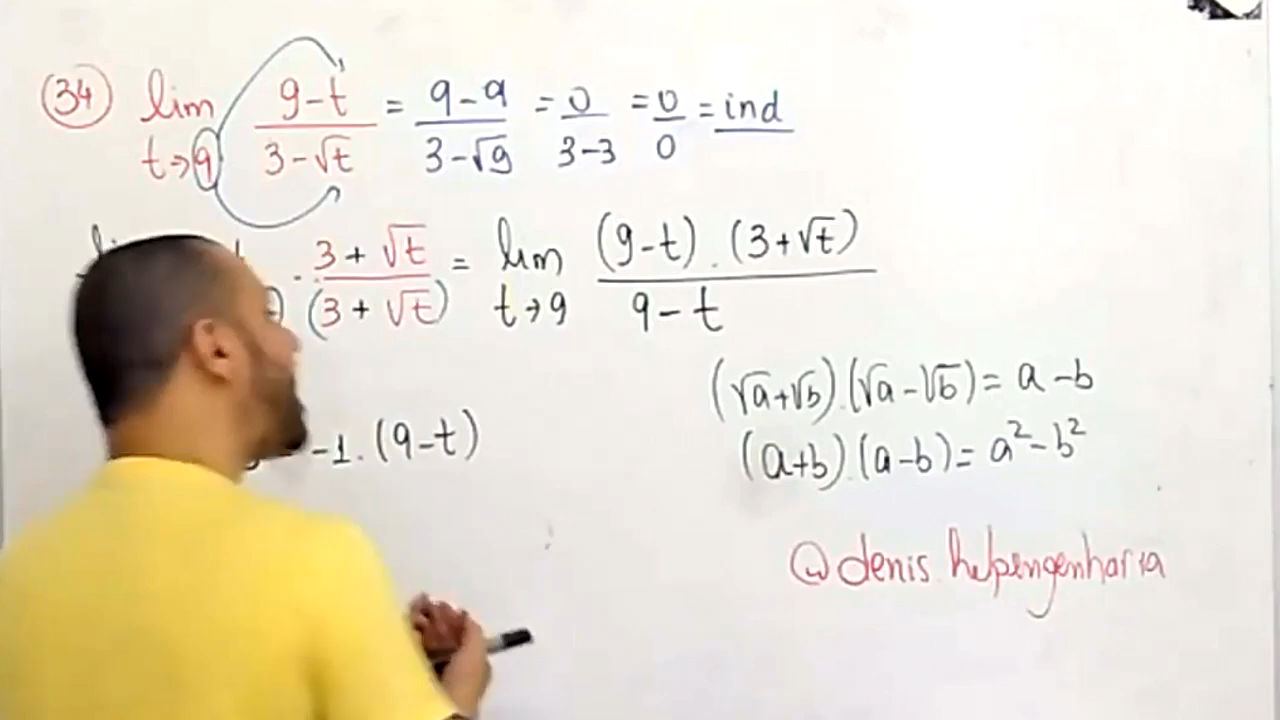 34 lim t→9 (9-t)/(3-√t) = (9-9)/(3-√9) = 0/(3-3) = 0/0 = ind
· (3+√t)/(3+√t) = lim t→9 ((9-t).(3+√t))/(9-t)
(√a+√b).(√a-√b)= a-b
-1.(9-t)
(a+b).(a-b)= a²-b²
@denis.helpengenharia